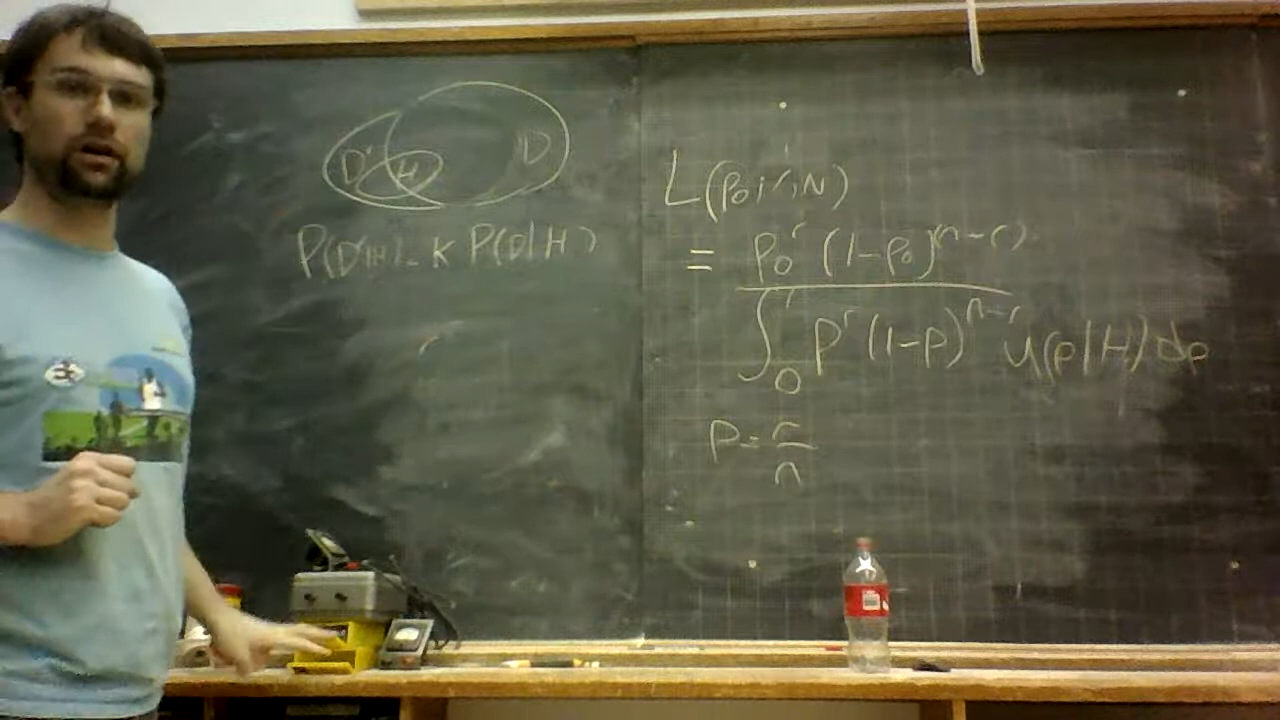 D' H D
P(D'|H) = K P(D|H)
L(p₀; r, N)
= p₀ʳ (1-p₀)⁽ⁿ⁻ʳ⁾
∫₀¹ pʳ (1-p)ⁿ⁻ʳ u(p|H) dp
P = r
n